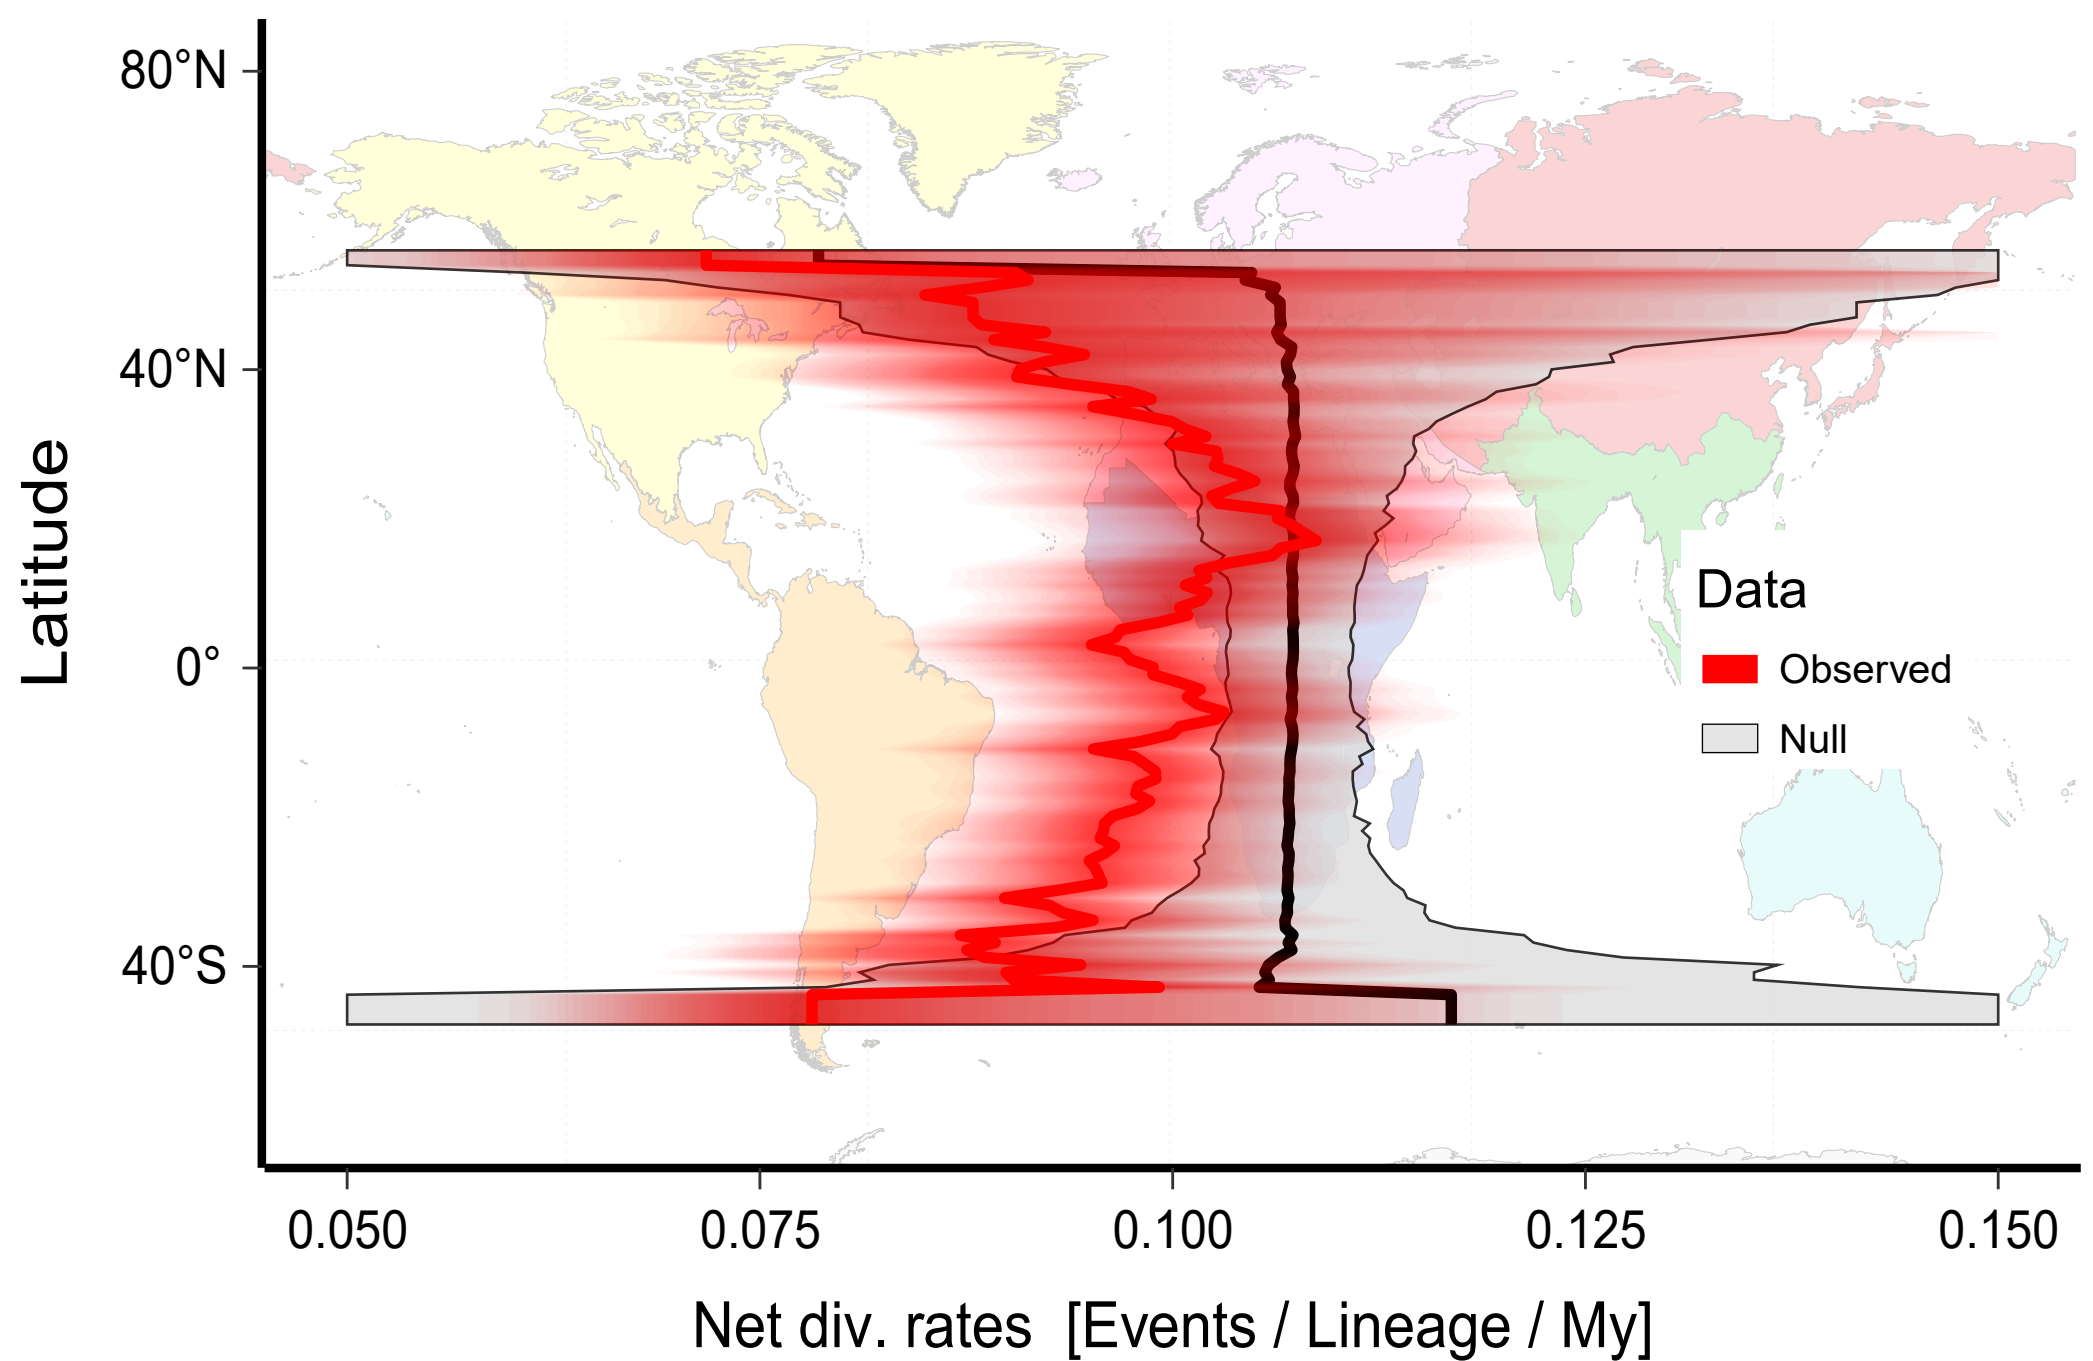 80°N
40°N
0°
40°S
Latitude
Data
Observed
Null
0.050 0.075 0.100 0.125 0.150
Net div. rates [Events / Lineage / My]